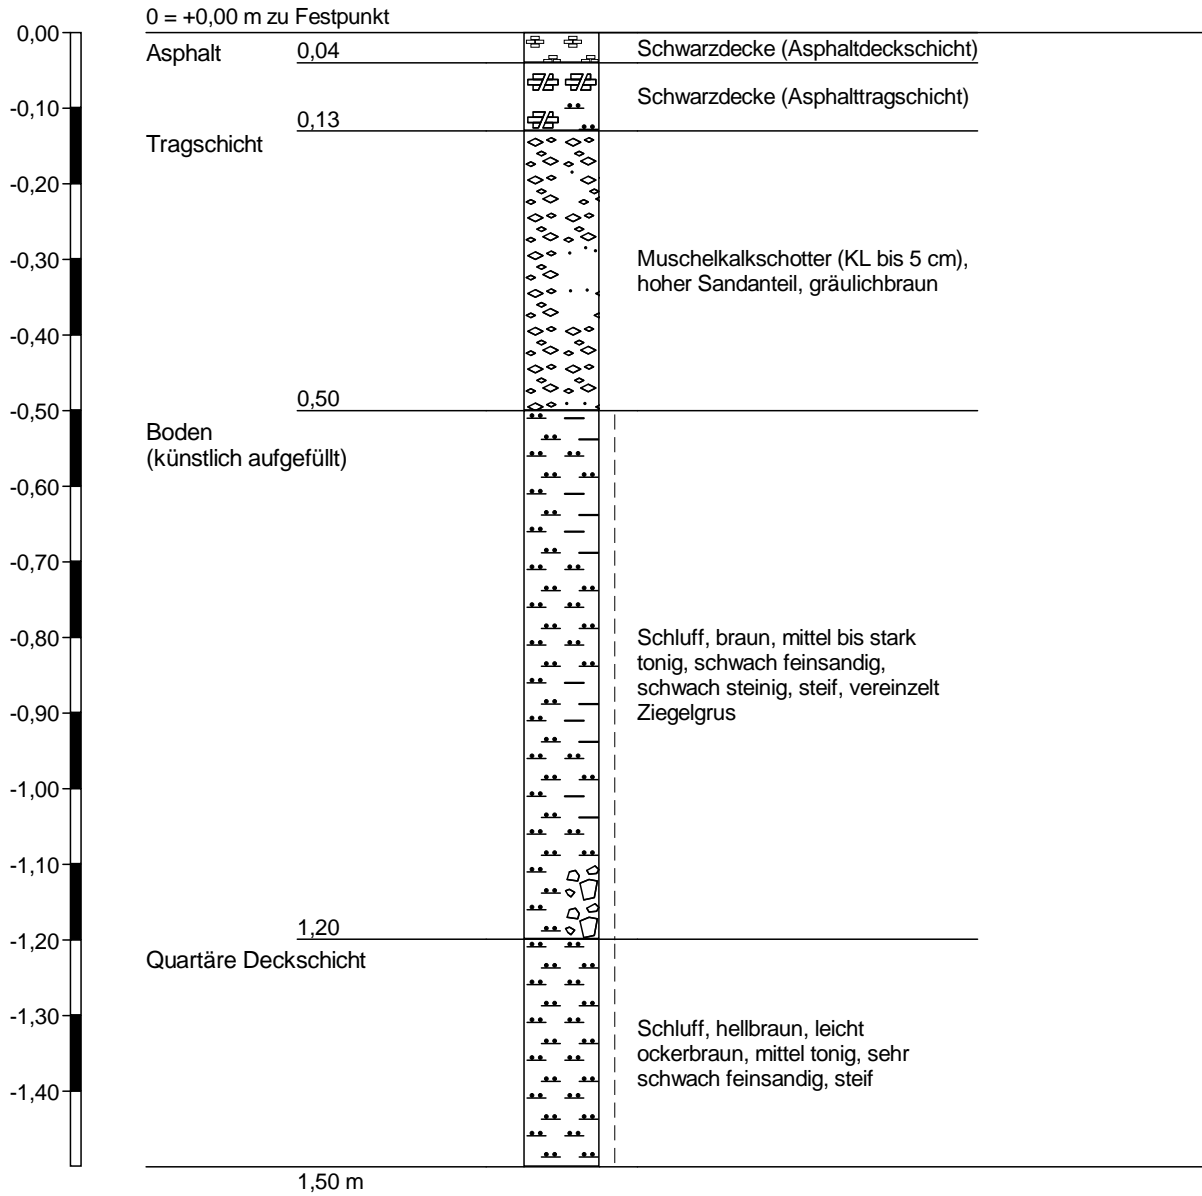 0 = +0,00 m zu Festpunkt
0,00
Asphalt
0,04
Schwarzdecke (Asphaltdeckschicht)
Schwarzdecke (Asphalttragschicht)
-0,10
0,13
Tragschicht
-0,20
-0,30
Muschelkalkschotter (KL bis 5 cm),
hoher Sandanteil, gräulichbraun
-0,40
0,50
-0,50
Boden
(künstlich aufgefüllt)
-0,60
-0,70
-0,80
Schluff, braun, mittel bis stark
tonig, schwach feinsandig,
schwach steinig, steif, vereinzelt
Ziegelgrus
-0,90
-1,00
-1,10
1,20
-1,20
Quartäre Deckschicht
-1,30
Schluff, hellbraun, leicht
ockerbraun, mittel tonig, sehr
schwach feinsandig, steif
-1,40
1,50 m